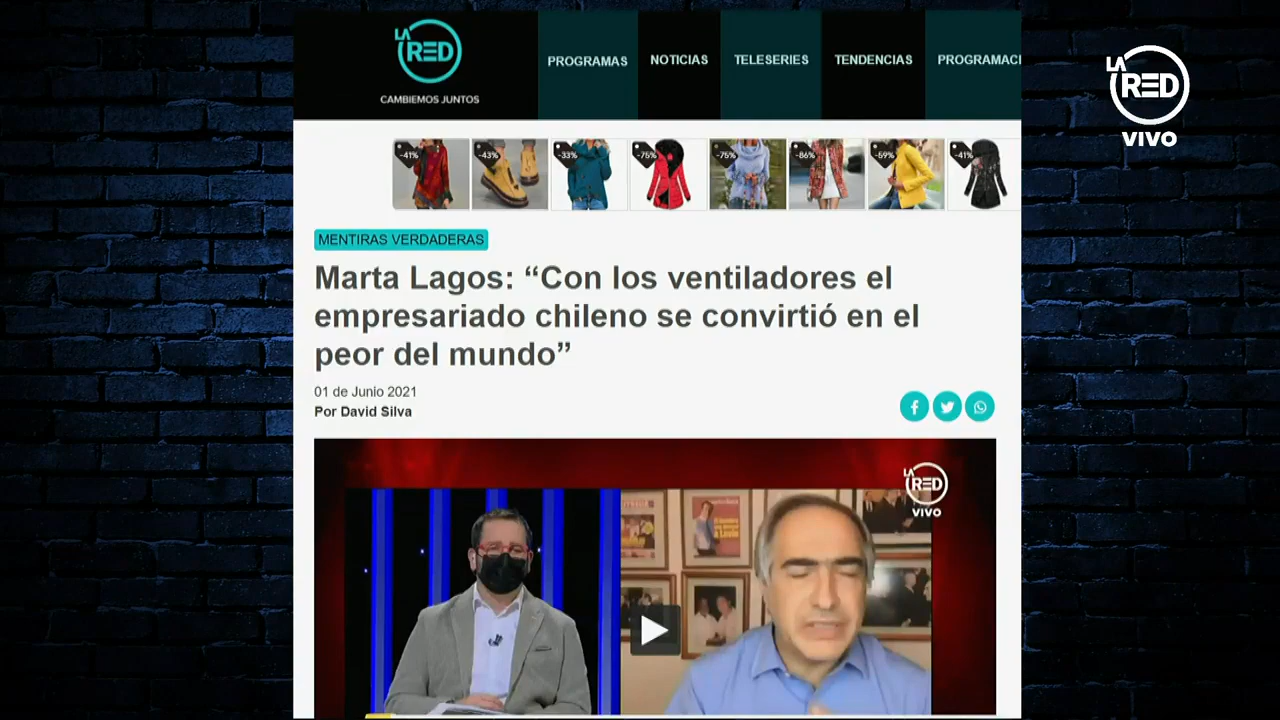 LA RED
CAMBIEMOS JUNTOS
PROGRAMAS
NOTICIAS
TELESERIES
TENDENCIAS
PROGRAMACI
LA RED
VIVO
-41%
-43%
-33%
-75%
-75%
-86%
-59%
-41%
MENTIRAS VERDADERAS
Marta Lagos: “Con los ventiladores el
empresariado chileno se convirtió en el
peor del mundo”
01 de Junio 2021
Por David Silva
LA RED
VIVO